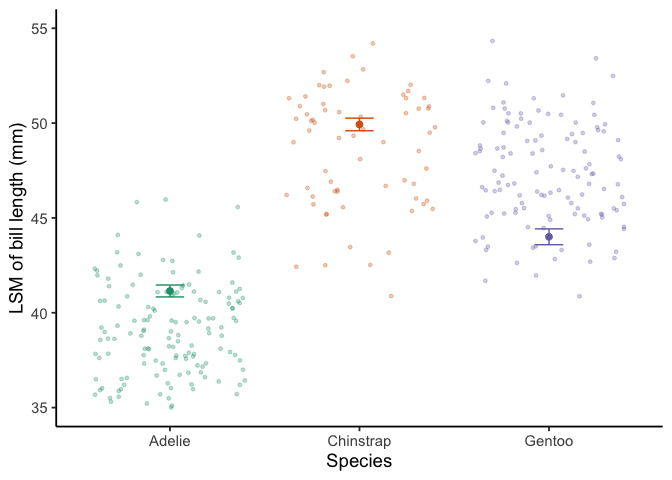 55
50
45
40
35
LSM of bill length (mm)
Adelie
Chinstrap
Gentoo
Species